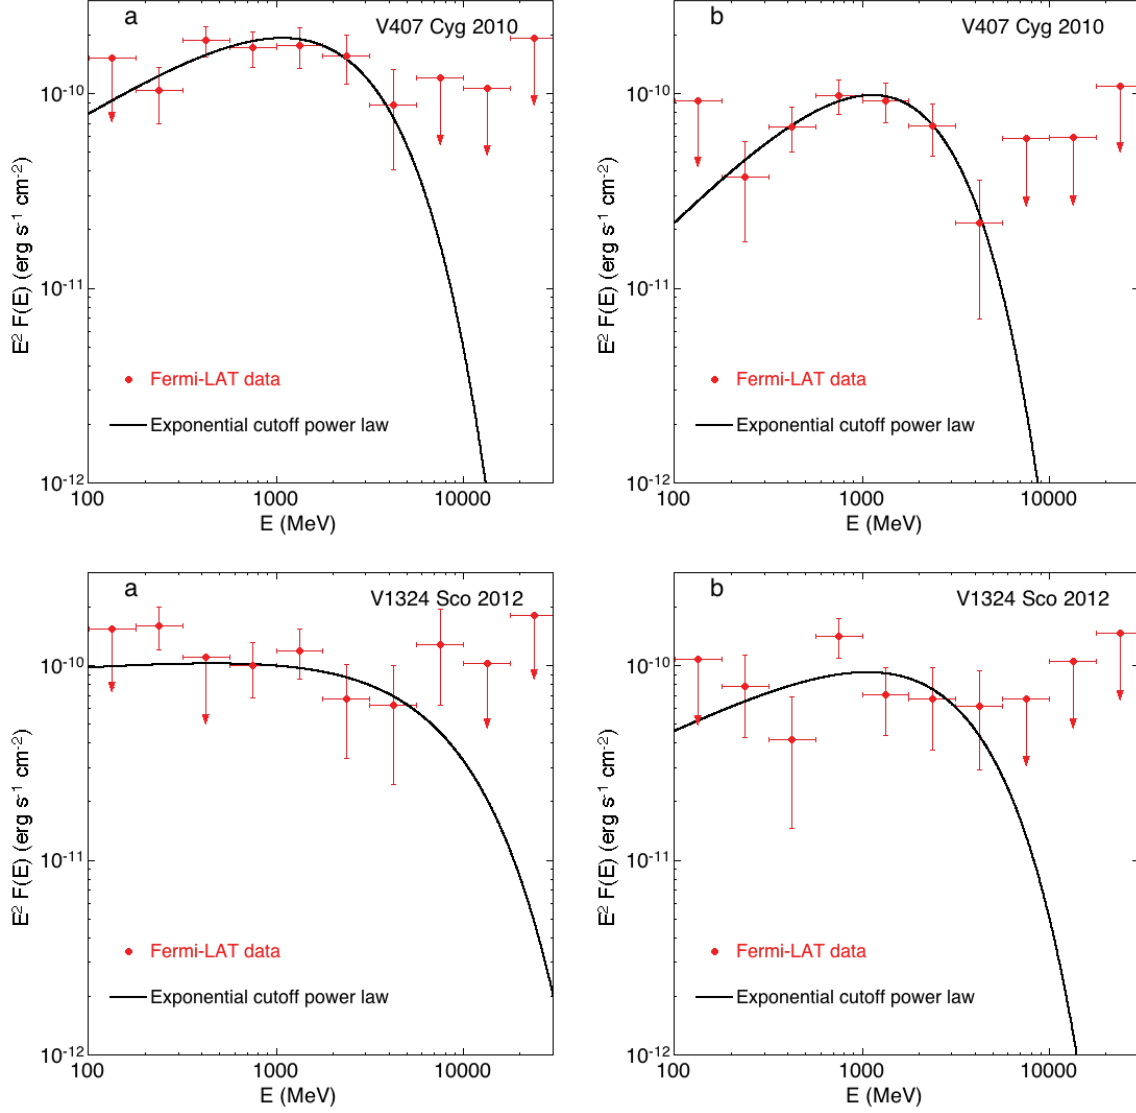 a
V407 Cyg 2010
10⁻¹⁰
10⁻¹¹
10⁻¹²
E² F(E) (erg s⁻¹ cm⁻²)
Fermi-LAT data
Exponential cutoff power law
100
1000
10000
E (MeV)
b
V407 Cyg 2010
10⁻¹⁰
10⁻¹¹
10⁻¹²
E² F(E) (erg s⁻¹ cm⁻²)
Fermi-LAT data
Exponential cutoff power law
100
1000
10000
E (MeV)
a
V1324 Sco 2012
10⁻¹⁰
10⁻¹¹
10⁻¹²
E² F(E) (erg s⁻¹ cm⁻²)
Fermi-LAT data
Exponential cutoff power law
100
1000
10000
E (MeV)
b
V1324 Sco 2012
10⁻¹⁰
10⁻¹¹
10⁻¹²
E² F(E) (erg s⁻¹ cm⁻²)
Fermi-LAT data
Exponential cutoff power law
100
1000
10000
E (MeV)